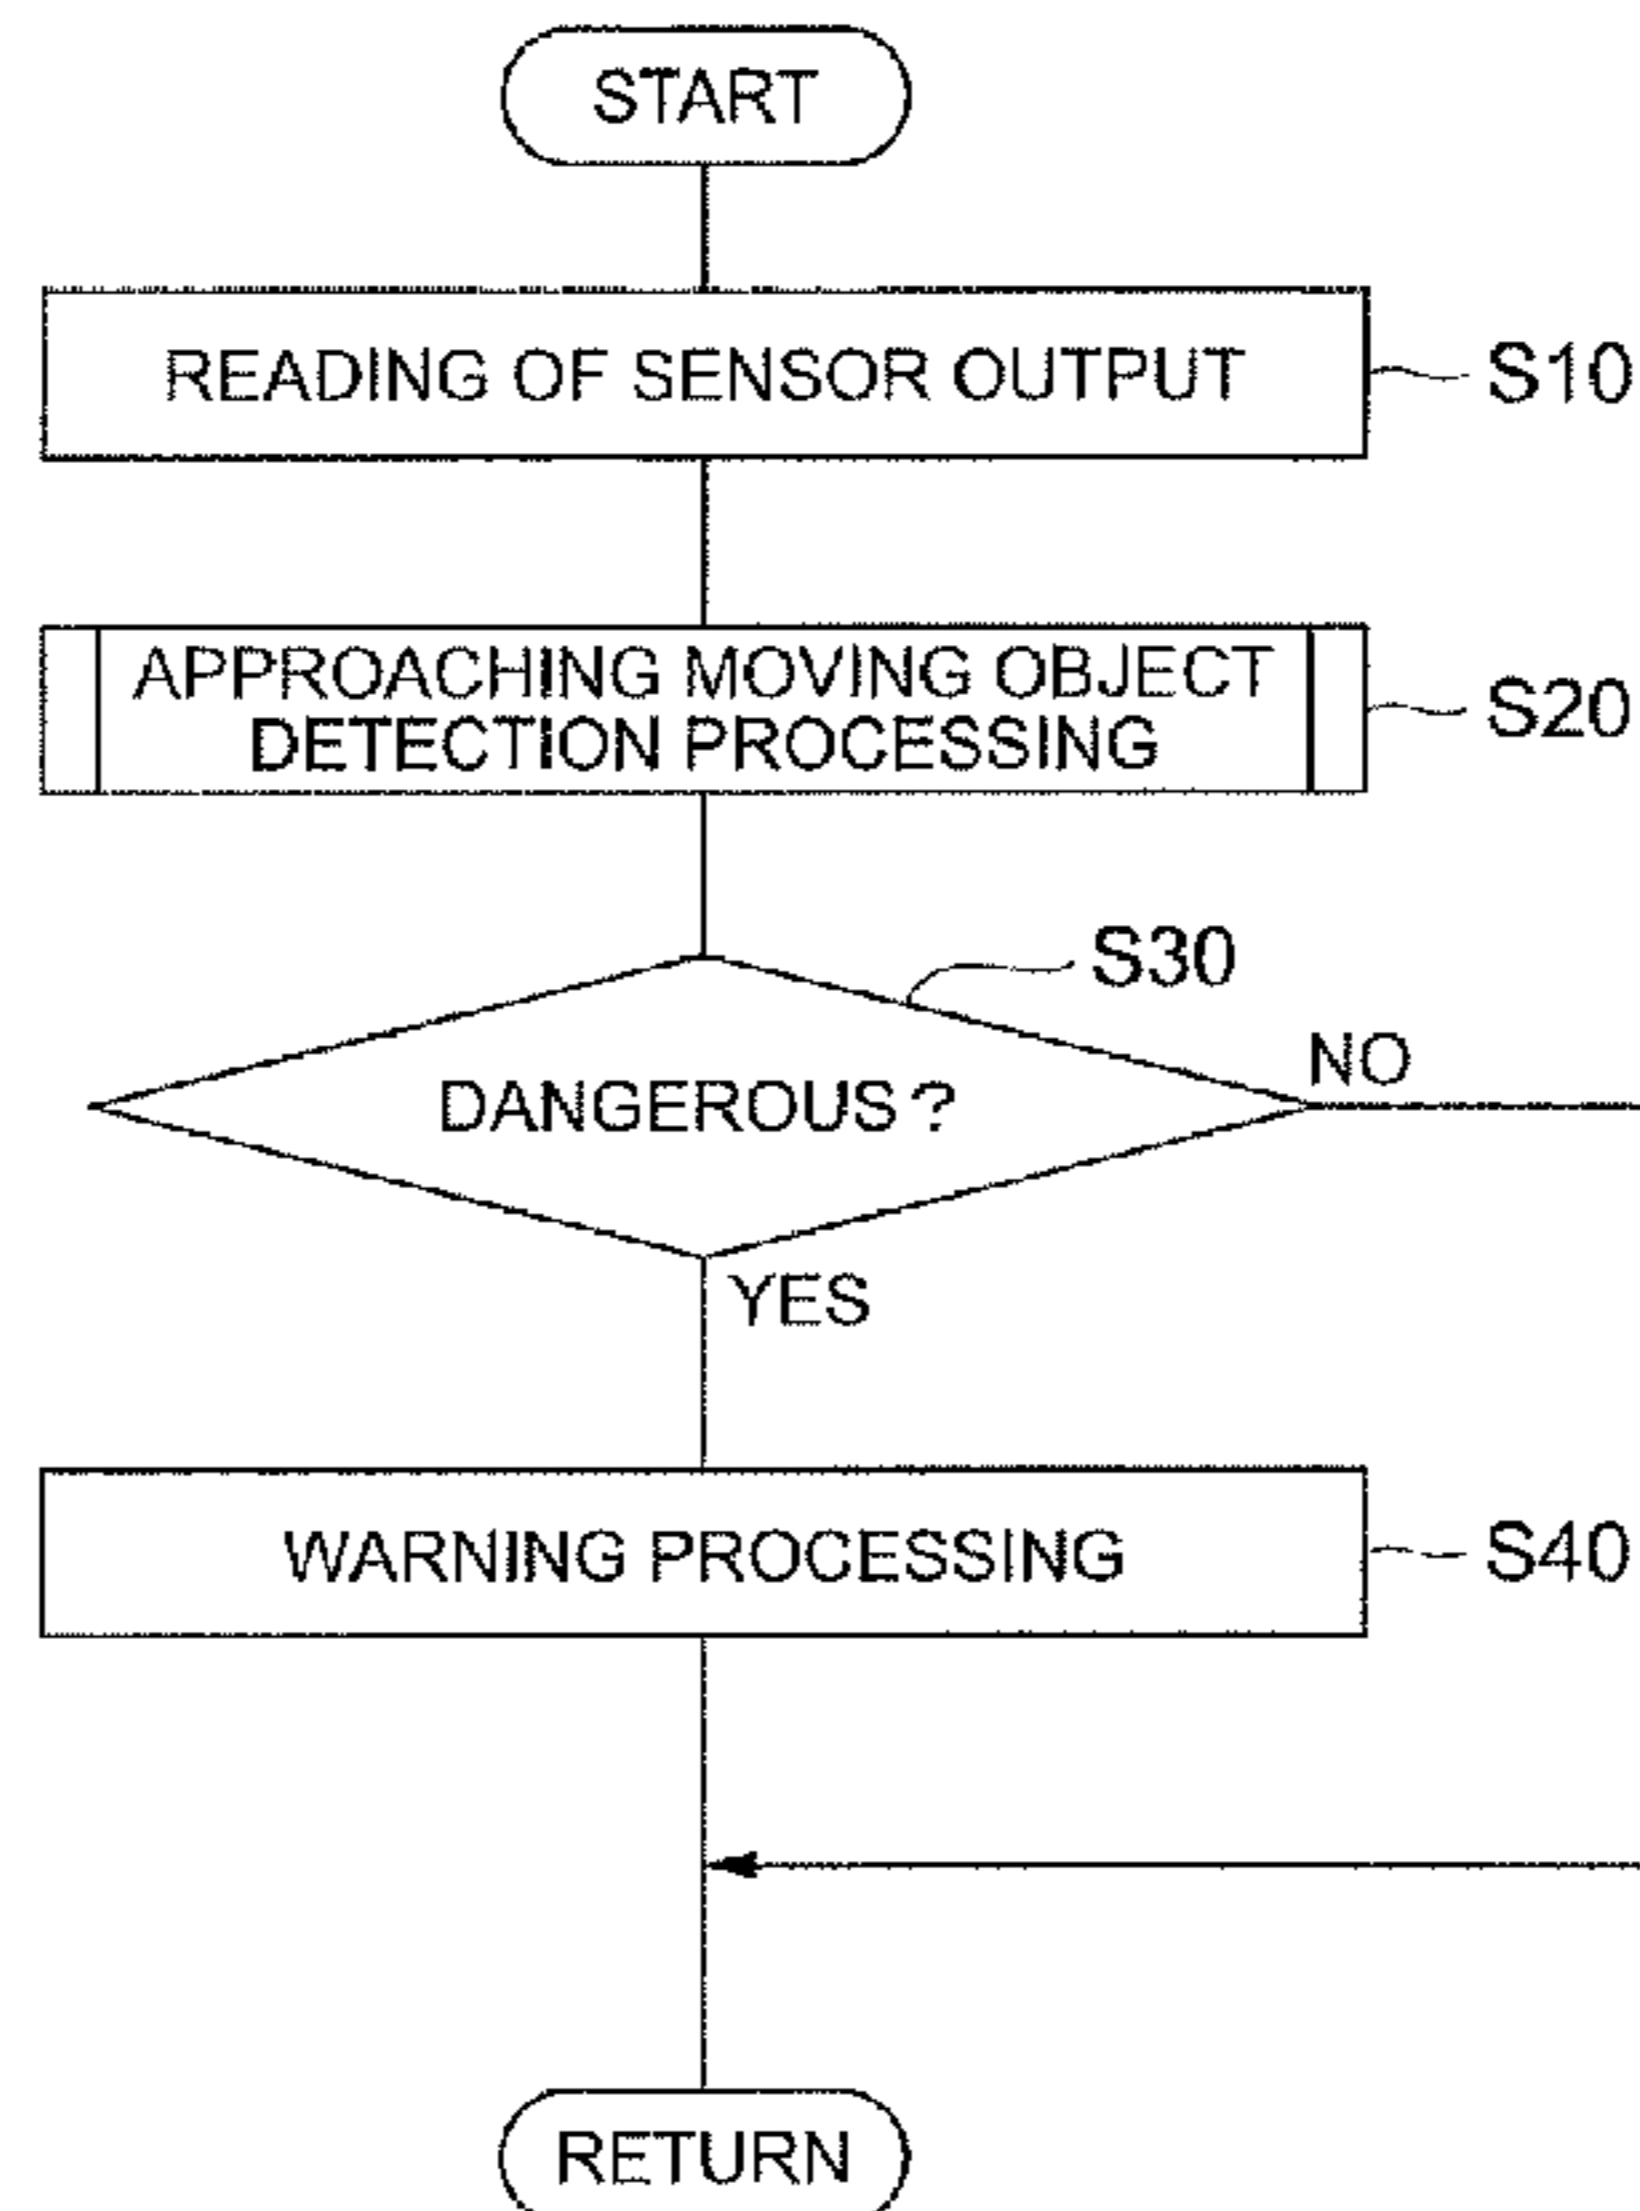 START
READING OF SENSOR OUTPUT
S10
APPROACHING MOVING OBJECT
DETECTION PROCESSING
S20
S30
DANGEROUS?
NO
YES
WARNING PROCESSING
S40
RETURN